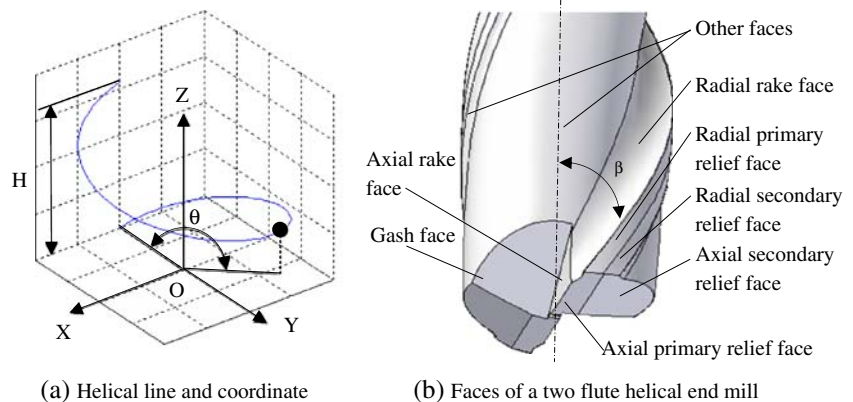 Z
H
θ
O
X
Y
(a) Helical line and coordinate
Other faces
Radial rake face
Axial rake
face
β
Radial primary
relief face
Radial secondary
relief face
Gash face
Axial secondary
relief face
Axial primary relief face
(b) Faces of a two flute helical end mill